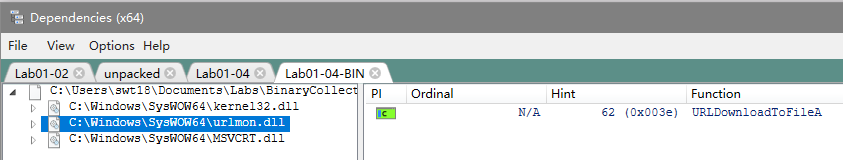 Dependencies (x64)
File View Options Help
Lab01-02 unpacked Lab01-04 Lab01-04-BIN
C:\Users\swt18\Documents\Labs\BinaryCollect
C:\Windows\SysWOW64\kernel32.dll
C:\Windows\SysWOW64\urlmon.dll
C:\Windows\SysWOW64\MSVCRT.dll
PI Ordinal Hint Function
C N/A 62 (0x003e) URLDownloadToFileA